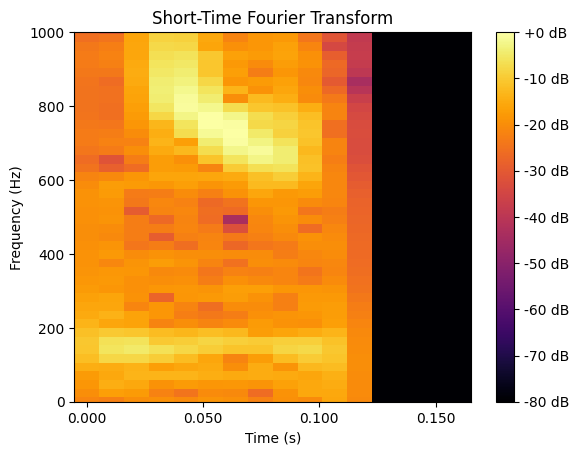 Short-Time Fourier Transform
1000
800
600
400
200
0
Frequency (Hz)
0.000
0.050
0.100
0.150
Time (s)
+0 dB
-10 dB
-20 dB
-30 dB
-40 dB
-50 dB
-60 dB
-70 dB
-80 dB